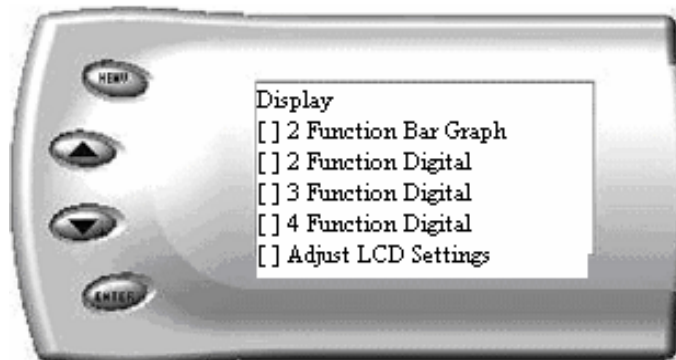 MENU
Display
[ ] 2 Function Bar Graph
[ ] 2 Function Digital
[ ] 3 Function Digital
[ ] 4 Function Digital
[ ] Adjust LCD Settings
ENTER